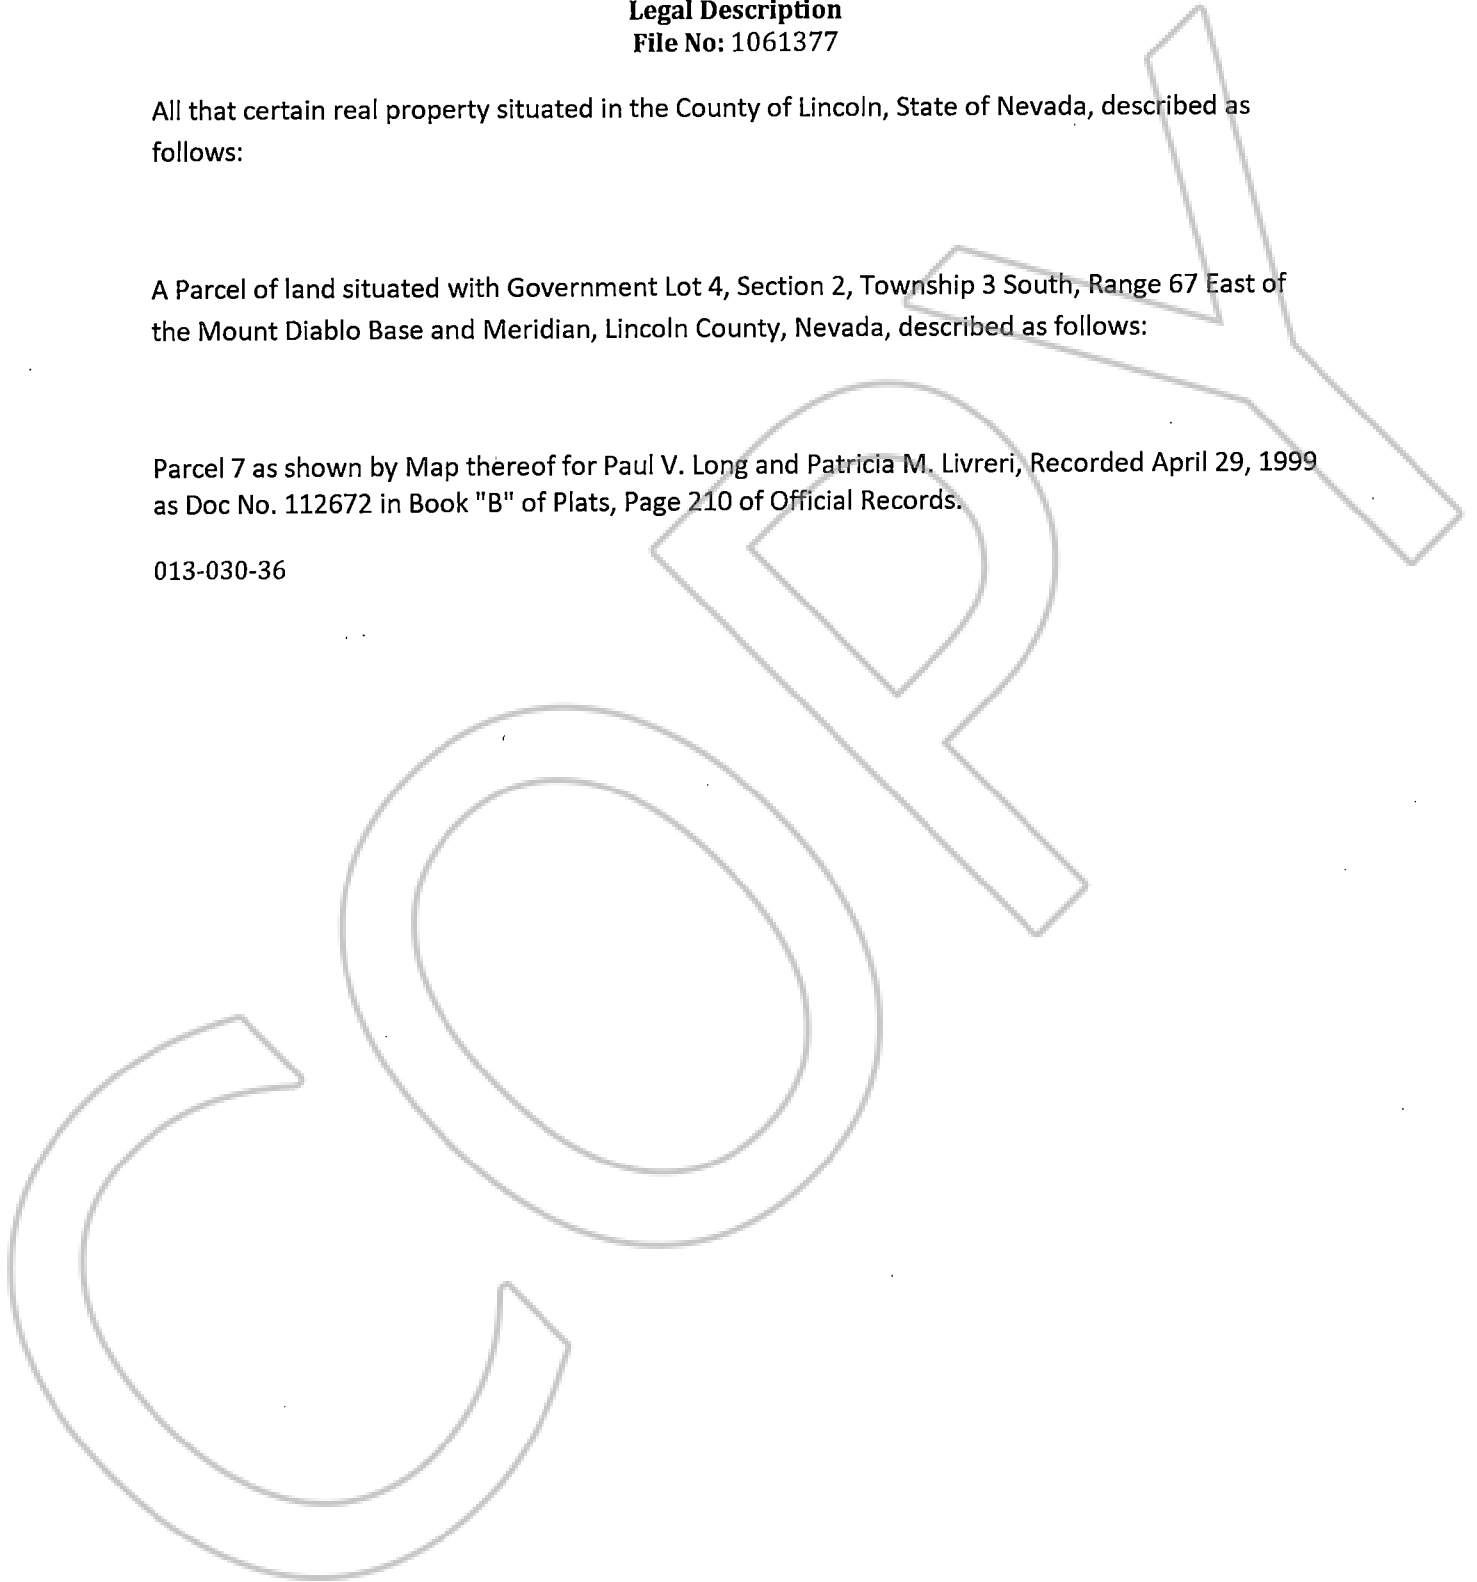 Legal Description
File No: 1061377
All that certain real property situated in the County of Lincoln, State of Nevada, described as
follows:
A Parcel of land situated with Government Lot 4, Section 2, Township 3 South, Range 67 East of
the Mount Diablo Base and Meridian, Lincoln County, Nevada, described as follows:
Parcel 7 as shown by Map thereof for Paul V. Long and Patricia M. Livreri, Recorded April 29, 1999
as Doc No. 112672 in Book "B" of Plats, Page 210 of Official Records.
013-030-36
COPY